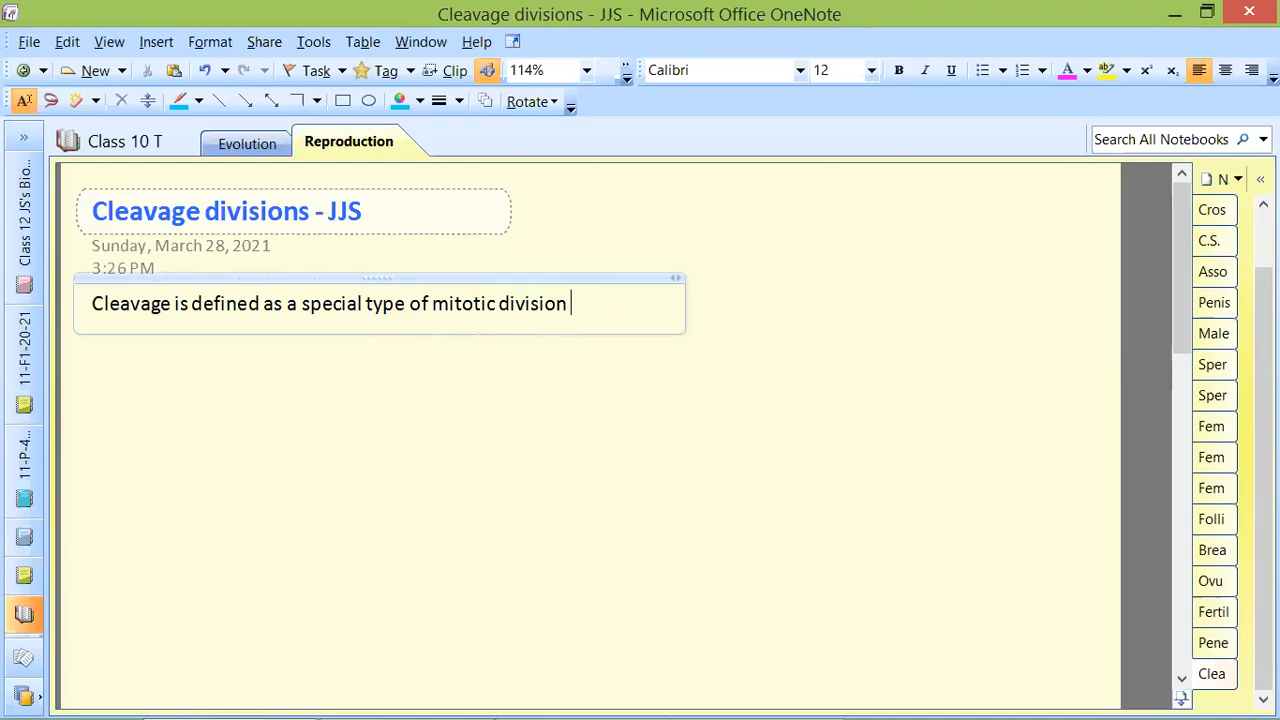 Cleavage divisions - JJS - Microsoft Office OneNote
File Edit View Insert Format Share Tools Table Window Help
New Task Tag Clip 114% Calibri 12 B I U
Rotate
Class 10 T Evolution Reproduction Search All Notebooks
Cleavage divisions - JJS
Sunday, March 28, 2021
3:26 PM
Cleavage is defined as a special type of mitotic division
Class 12 JJS's Bio...
11-F1-20-21
11-P-4...
N
Cros
C.S.
Asso
Penis
Male
Sper
Sper
Fem
Fem
Fem
Folli
Brea
Ovu
Fertil
Pene
Clea